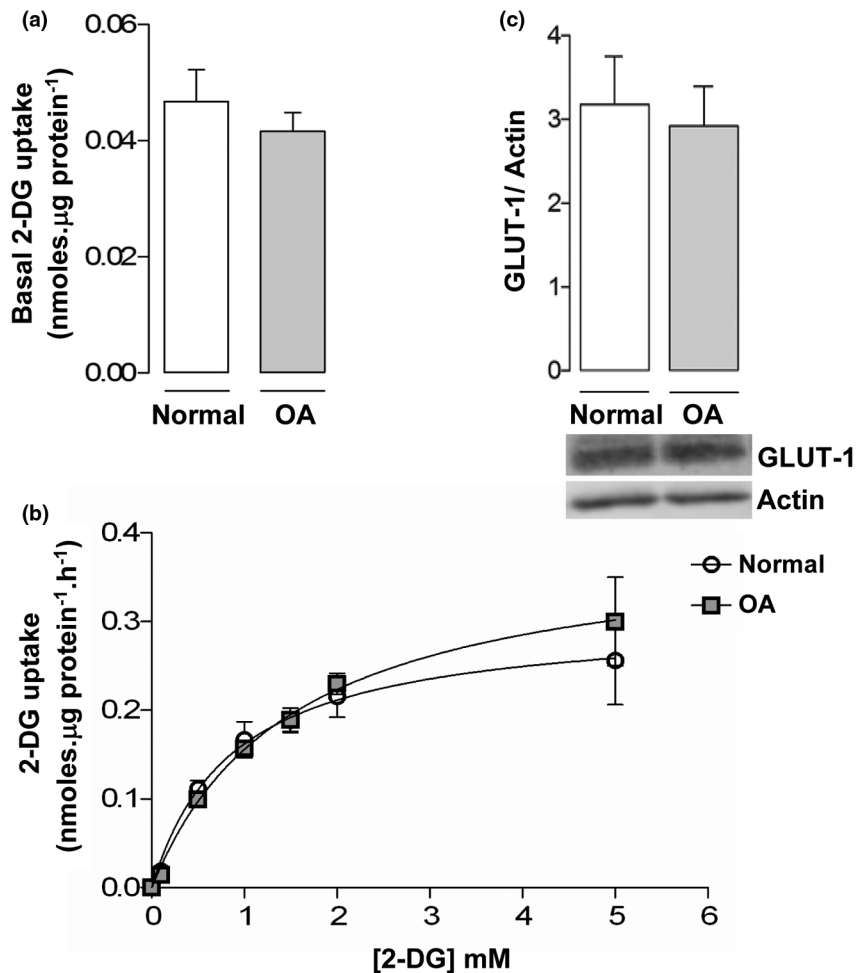 (a)
Basal 2-DG uptake
(nmoles.µg protein⁻¹)
0.06
0.04
0.02
0.00
Normal OA
(c)
GLUT-1/ Actin
4
3
2
1
0
Normal OA
GLUT-1
Actin
(b)
2-DG uptake
(nmoles.µg protein⁻¹.h⁻¹)
0.4
0.3
0.2
0.1
0.0
0 1 2 3 4 5 6
[2-DG] mM
Normal
OA